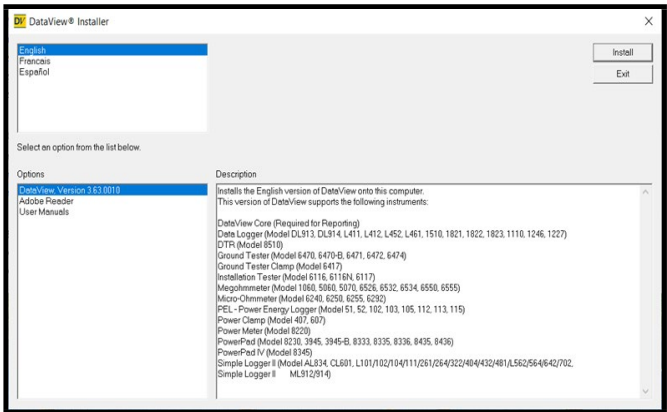 DV DataView® Installer
English
Francais
Español
Install
Exit
Select an option from the list below.
Options
DataView, Version 3.63.0010
Adobe Reader
User Manuals
Description
Installs the English version of DataView onto this computer.
This version of DataView supports the following instruments:
DataView Core (Required for Reporting)
Data Logger (Model DL913, DL914, L411, L412, L452, L461, 1510, 1821, 1822, 1823, 1110, 1246, 1227)
DTR (Model 8510)
Ground Tester (Model 6470, 6470-B, 6471, 6472, 6474)
Ground Tester Clamp (Model 6417)
Installation Tester (Model 6116, 6116N, 6117)
Megohmmeter (Model 1060, 5060, 5070, 6526, 6532, 6534, 6550, 6555)
Micro-Ohmmeter (Model 6240, 6250, 6255, 6292)
PEL - Power Energy Logger (Model 51, 52, 102, 103, 105, 112, 113, 115)
Power Clamp (Model 407, 607)
Power Meter (Model 8220)
PowerPad (Model 8230, 3945, 3945-B, 8333, 8335, 8336, 8435, 8436)
PowerPad IV (Model 8345)
Simple Logger II (Model AL834, CL601, L101/102/104/111/261/264/322/404/432/481/L562/564/642/702,
Simple Logger II ML912/914)